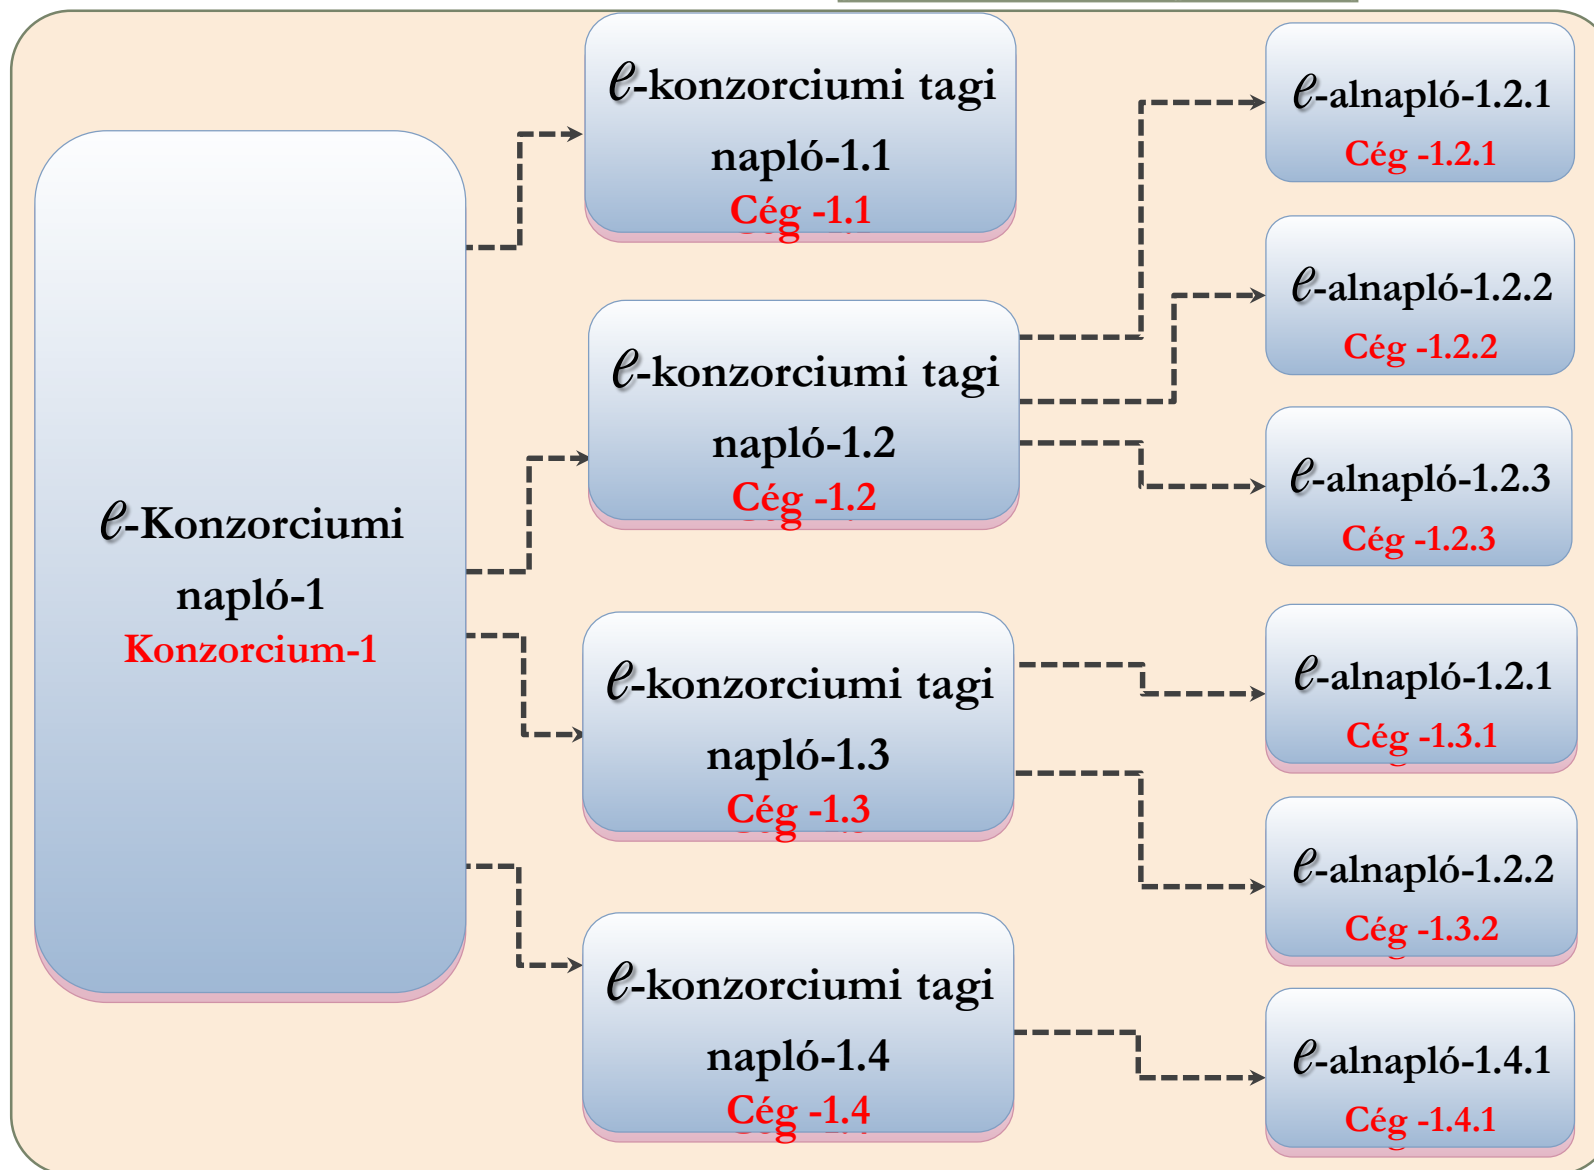 e-Konzorciumi
napló-1
Konzorcium-1
e-konzorciumi tagi
napló-1.1
Cég -1.1
e-konzorciumi tagi
napló-1.2
Cég -1.2
e-konzorciumi tagi
napló-1.3
Cég -1.3
e-konzorciumi tagi
napló-1.4
Cég -1.4
e-alnapló-1.2.1
Cég -1.2.1
e-alnapló-1.2.2
Cég -1.2.2
e-alnapló-1.2.3
Cég -1.2.3
e-alnapló-1.2.1
Cég -1.3.1
e-alnapló-1.2.2
Cég -1.3.2
e-alnapló-1.4.1
Cég -1.4.1